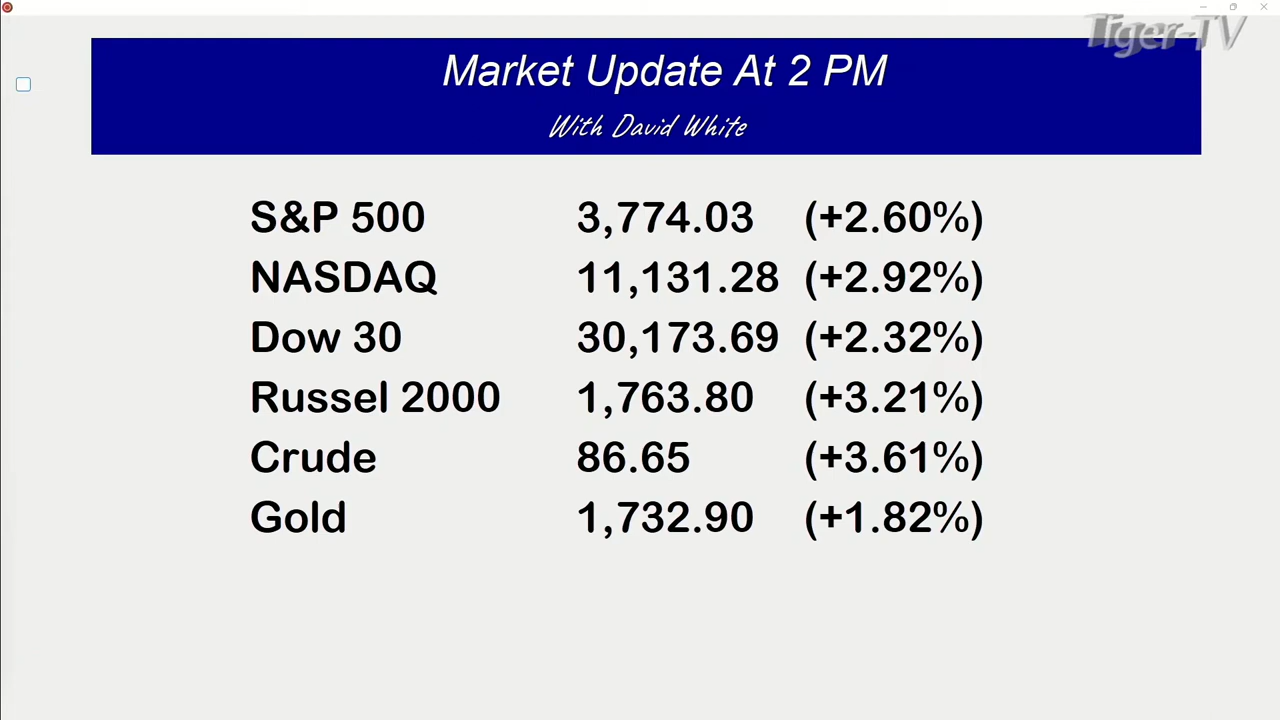 Tiger-TV
Market Update At 2 PM
With David White
S&P 500 3,774.03 (+2.60%)
NASDAQ 11,131.28 (+2.92%)
Dow 30 30,173.69 (+2.32%)
Russel 2000 1,763.80 (+3.21%)
Crude 86.65 (+3.61%)
Gold 1,732.90 (+1.82%)